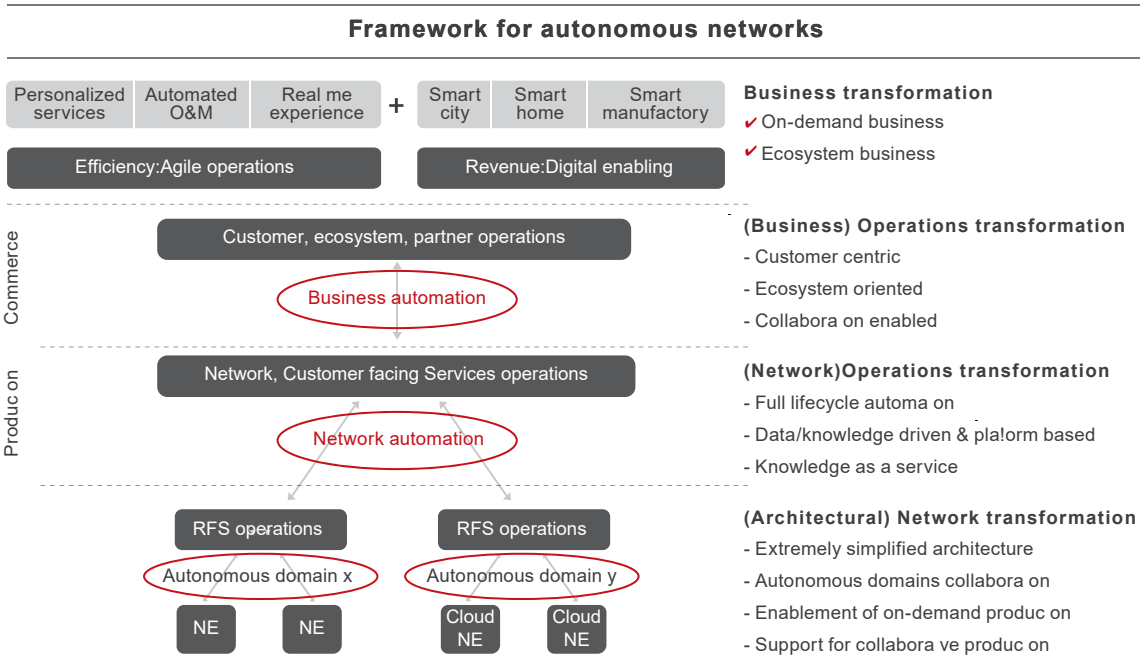 Framework for autonomous networks
Personalized
services
Automated
O&M
Real me
experience
+
Smart
city
Smart
home
Smart
manufactory
Efficiency:Agile operations
Revenue:Digital enabling
Business transformation
✓ On-demand business
✓ Ecosystem business
Commerce
Customer, ecosystem, partner operations
Business automation
(Business) Operations transformation
- Customer centric
- Ecosystem oriented
- Collabora on enabled
Produc on
Network, Customer facing Services operations
Network automation
(Network)Operations transformation
- Full lifecycle automa on
- Data/knowledge driven & pla!orm based
- Knowledge as a service
RFS operations
RFS operations
Autonomous domain x
Autonomous domain y
NE
NE
Cloud
NE
Cloud
NE
(Architectural) Network transformation
- Extremely simplified architecture
- Autonomous domains collabora on
- Enablement of on-demand produc on
- Support for collabora ve produc on